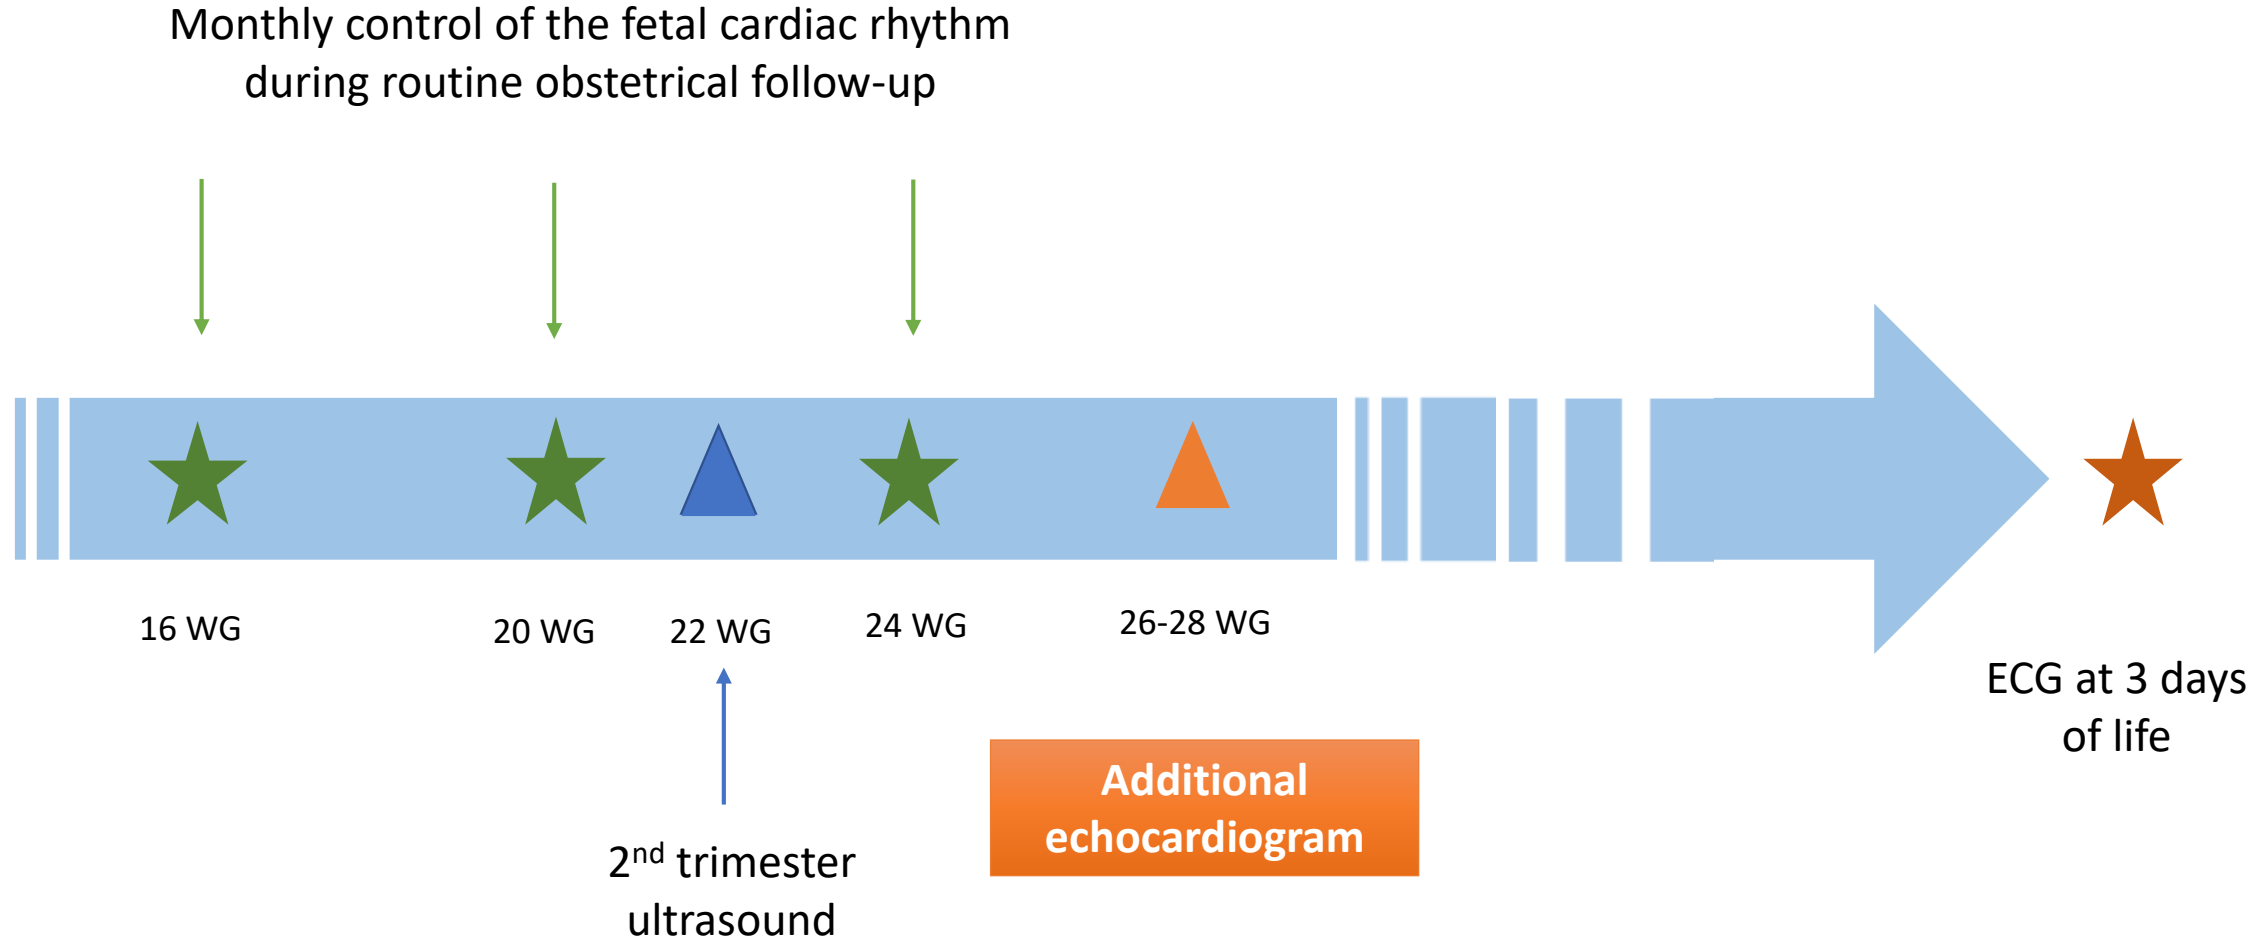 Monthly control of the fetal cardiac rhythm
during routine obstetrical follow-up
16 WG
20 WG
22 WG
24 WG
26-28 WG
ECG at 3 days
of life
Additional
echocardiogram
2nd trimester
ultrasound